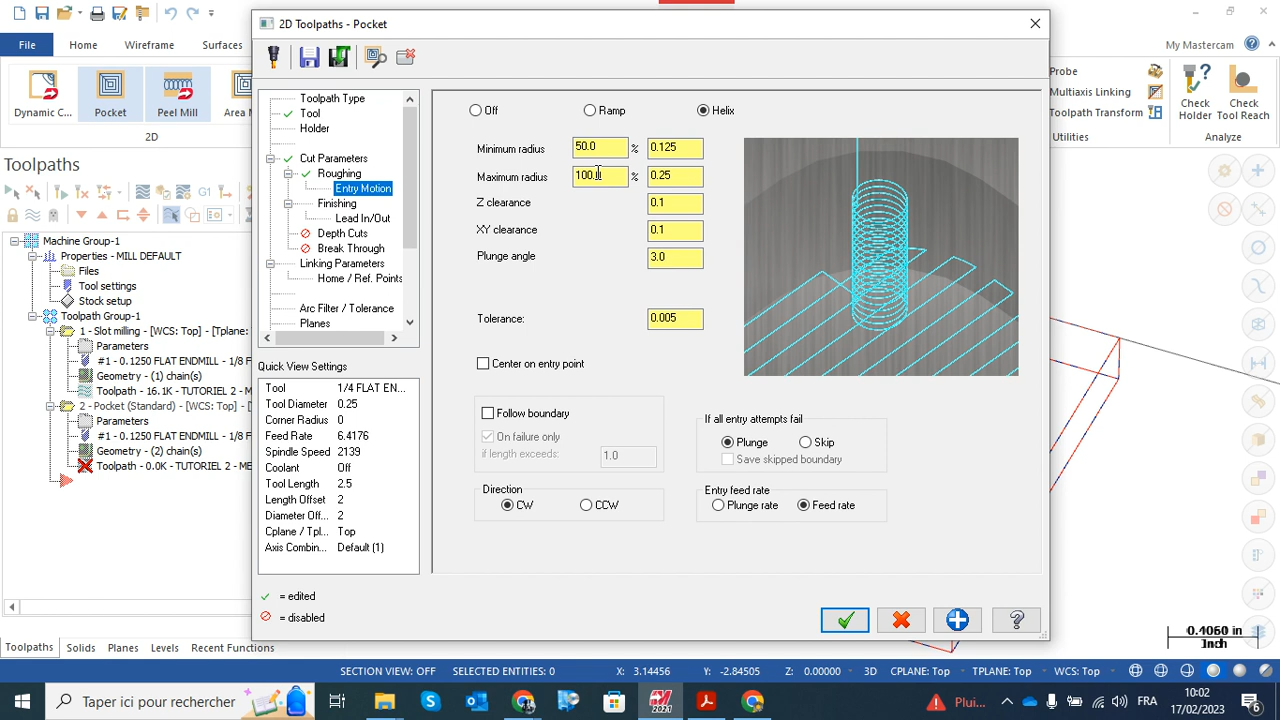 2D Toolpaths - Pocket
File
Home
Wireframe
Surfaces
My Mastercam
Dynamic C...
Pocket
Peel Mill
Area M
2D
Probe
Multiaxis Linking
Toolpath Transform
Utilities
Check
Holder
Check
Tool Reach
Analyze
Toolpaths
Machine Group-1
Properties - MILL DEFAULT
Files
Tool settings
Stock setup
Toolpath Group-1
1 - Slot milling - [WCS: Top] - [Tplane:
Parameters
#1 - 0.1250 FLAT ENDMILL - 1/8 F
Geometry - (1) chain(s)
Toolpath - 16.1K - TUTORIEL 2 - ME
2 - Pocket (Standard) - [WCS: Top] - [
Parameters
#1 - 0.1250 FLAT ENDMILL - 1/8 F
Geometry - (2) chain(s)
Toolpath - 0.0K - TUTORIEL 2 - ME
Toolpath Type
Tool
Holder
Cut Parameters
Roughing
Entry Motion
Finishing
Lead In/Out
Depth Cuts
Break Through
Linking Parameters
Home / Ref. Points
Arc Filter / Tolerance
Planes
Quick View Settings
Tool 1/4 FLAT EN...
Tool Diameter 0.25
Corner Radius 0
Feed Rate 6.4176
Spindle Speed 2139
Coolant Off
Tool Length 2.5
Length Offset 2
Diameter Off... 2
Cplane / Tpl... Top
Axis Combin... Default (1)
= edited
= disabled
Off
Ramp
Helix
Minimum radius 50.0 % 0.125
Maximum radius 100. % 0.25
Z clearance 0.1
XY clearance 0.1
Plunge angle 3.0
Tolerance: 0.005
Center on entry point
Follow boundary
On failure only
if length exceeds: 1.0
If all entry attempts fail
Plunge
Skip
Save skipped boundary
Direction
CW
CCW
Entry feed rate
Plunge rate
Feed rate
0.4060 in
Inch
Toolpaths
Solids
Planes
Levels
Recent Functions
SECTION VIEW: OFF
SELECTED ENTITIES: 0
X: 3.14456
Y: -2.84505
Z: 0.00000
3D
CPLANE: Top
TPLANE: Top
WCS: Top
Taper ici pour rechercher
2021
Plui...
FRA
10:02
17/02/2023
6